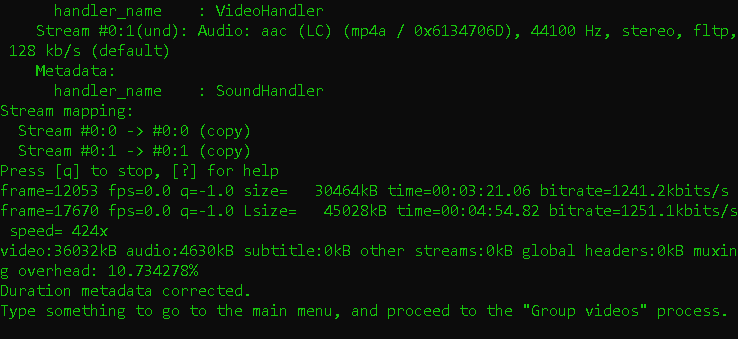 handler_name    : VideoHandler
Stream #0:1(und): Audio: aac (LC) (mp4a / 0x6134706D), 44100 Hz, stereo, fltp,
128 kb/s (default)
Metadata:
handler_name    : SoundHandler
Stream mapping:
Stream #0:0 -> #0:0 (copy)
Stream #0:1 -> #0:1 (copy)
Press [q] to stop, [?] for help
frame=12053 fps=0.0 q=-1.0 size=   30464kB time=00:03:21.06 bitrate=1241.2kbits/s
frame=17670 fps=0.0 q=-1.0 Lsize=   45028kB time=00:04:54.82 bitrate=1251.1kbits/s
speed= 424x
video:36032kB audio:4630kB subtitle:0kB other streams:0kB global headers:0kB muxin
g overhead: 10.734278%
Duration metadata corrected.
Type something to go to the main menu, and proceed to the "Group videos" process.